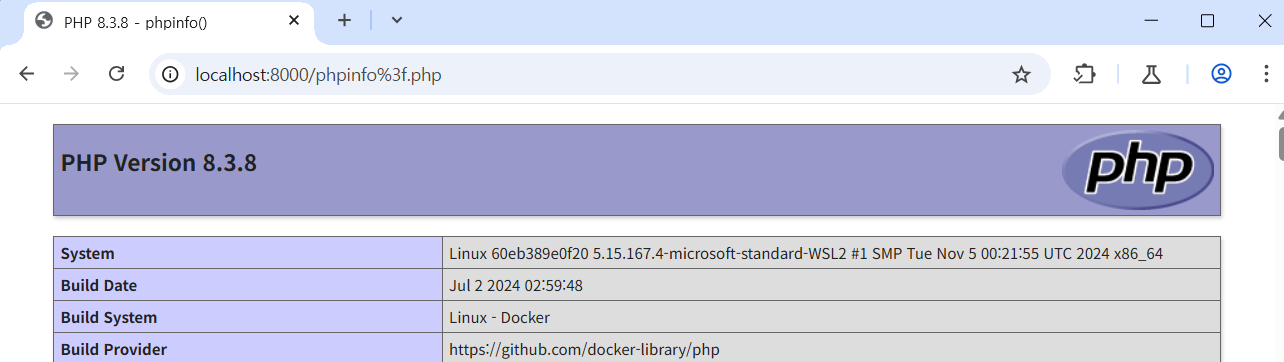 PHP 8.3.8 - phpinfo()
localhost:8000/phpinfo%3f.php
PHP Version 8.3.8
php
System Linux 60eb389e0f20 5.15.167.4-microsoft-standard-WSL2 #1 SMP Tue Nov 5 00:21:55 UTC 2024 x86_64
Build Date Jul 2 2024 02:59:48
Build System Linux - Docker
Build Provider https://github.com/docker-library/php